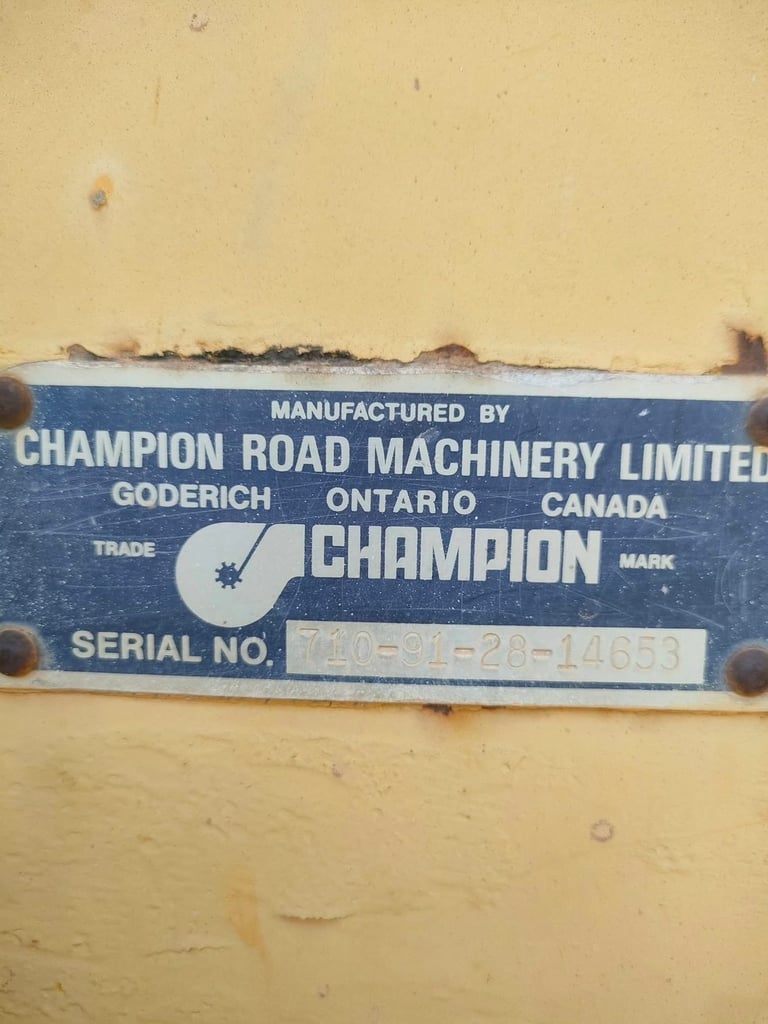 MANUFACTURED BY
CHAMPION ROAD MACHINERY LIMITED
GODERICH ONTARIO CANADA
TRADE CHAMPION MARK
SERIAL NO. 710-91-28-14653